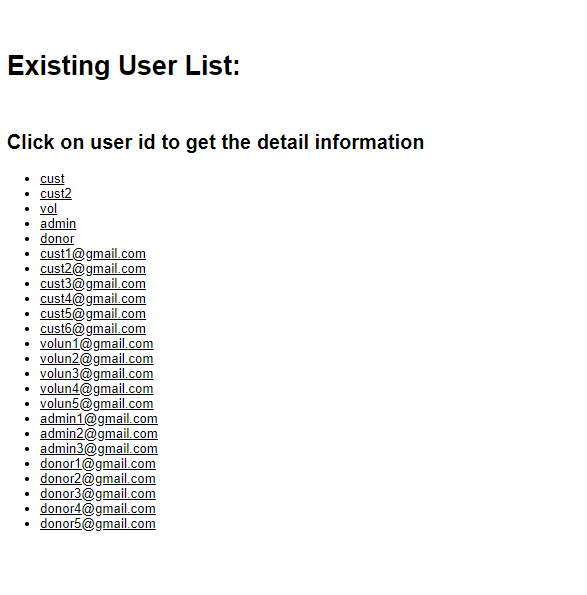 Existing User List:
Click on user id to get the detail information
cust
cust2
vol
admin
donor
cust1@gmail.com
cust2@gmail.com
cust3@gmail.com
cust4@gmail.com
cust5@gmail.com
cust6@gmail.com
volun1@gmail.com
volun2@gmail.com
volun3@gmail.com
volun4@gmail.com
volun5@gmail.com
admin1@gmail.com
admin2@gmail.com
admin3@gmail.com
donor1@gmail.com
donor2@gmail.com
donor3@gmail.com
donor4@gmail.com
donor5@gmail.com